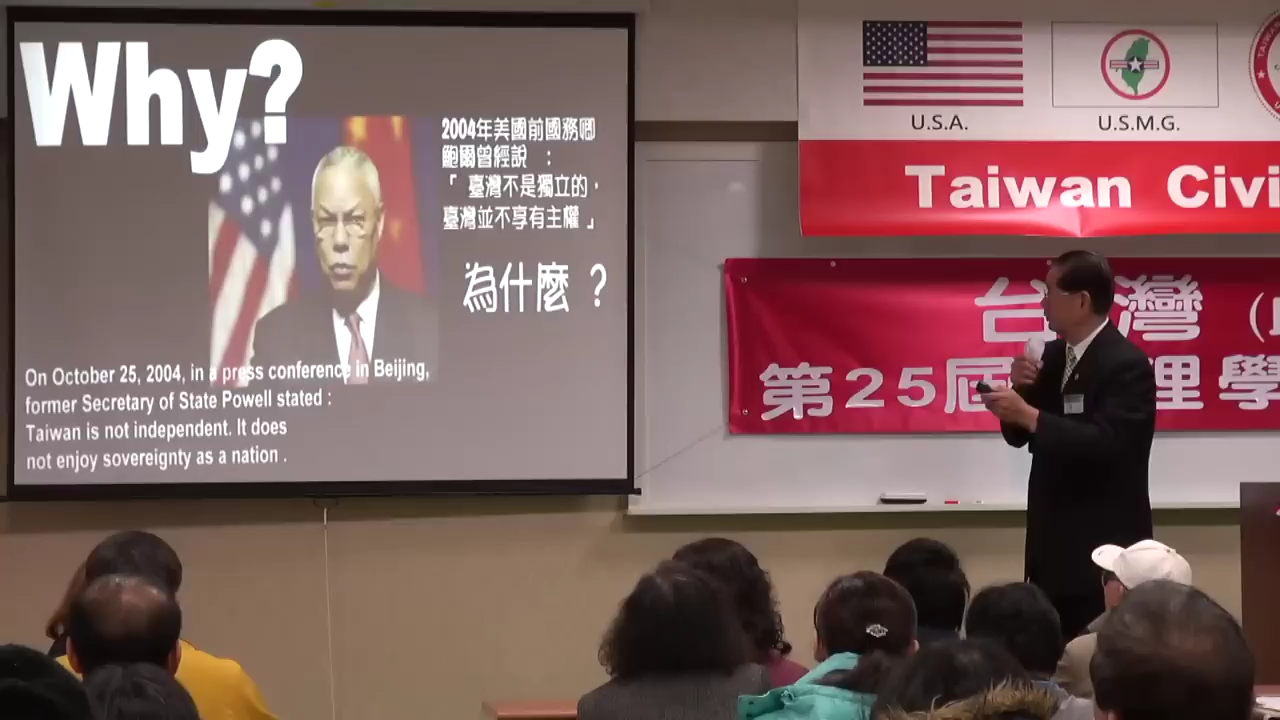 Why?
2004年美國前國務卿
鮑爾曾經說 ：
「 臺灣不是獨立的，
臺灣並不享有主權 」
為什麼 ？
On October 25, 2004, in a press conference in Beijing,
former Secretary of State Powell stated :
Taiwan is not independent. It does
not enjoy sovereignty as a nation .
U.S.A.
U.S.M.G.
Taiwan Civi
台灣（
第25屆 理學